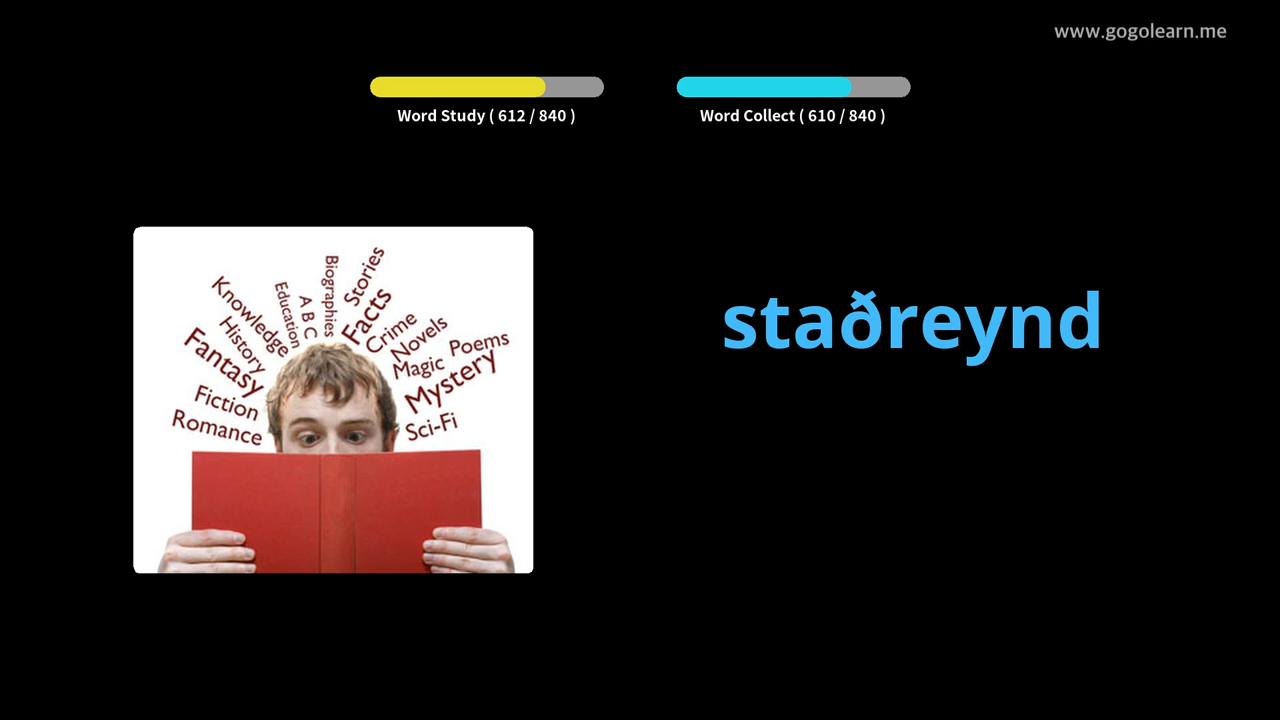 www.gogolearn.me
Word Study ( 612 / 840 )
Word Collect ( 610 / 840 )
staðreynd
Biographies
Stories
Knowledge
Education
A B C
Facts
Crime
History
Novels
Fantasy
Magic
Poems
Mystery
Fiction
Romance
Sci-Fi